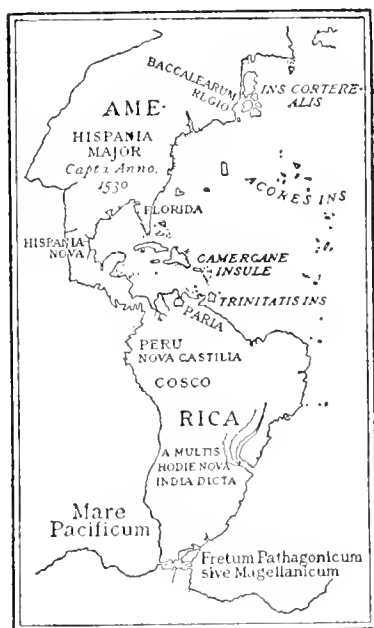 BACCALEARUM
REGIO
INS CORTERE-
ALIS
AME-
HISPANIA
MAJOR
Capta Anno.
1530
ACORES INS
FLORIDA
HISPANIA
NOVA
CAMERGANE
INSULE
TRINITATIS INS
PARIA
PERU
NOVA CASTILIA
COSCO
RICA
A MULTIS
HODIE NOVA
INDIA DICTA
Mare
Pacificum
Fretum Pathagonicum
sive Magellanicum